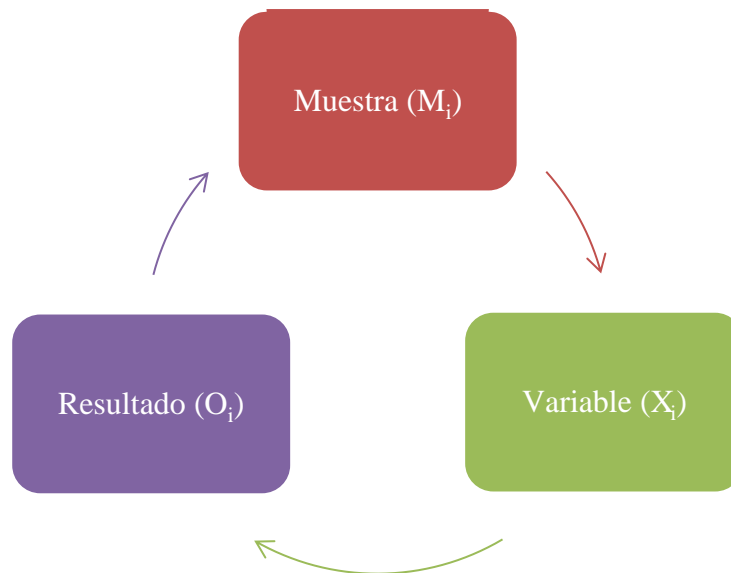 Muestra (Mᵢ)
Resultado (Oᵢ)
Variable (Xᵢ)